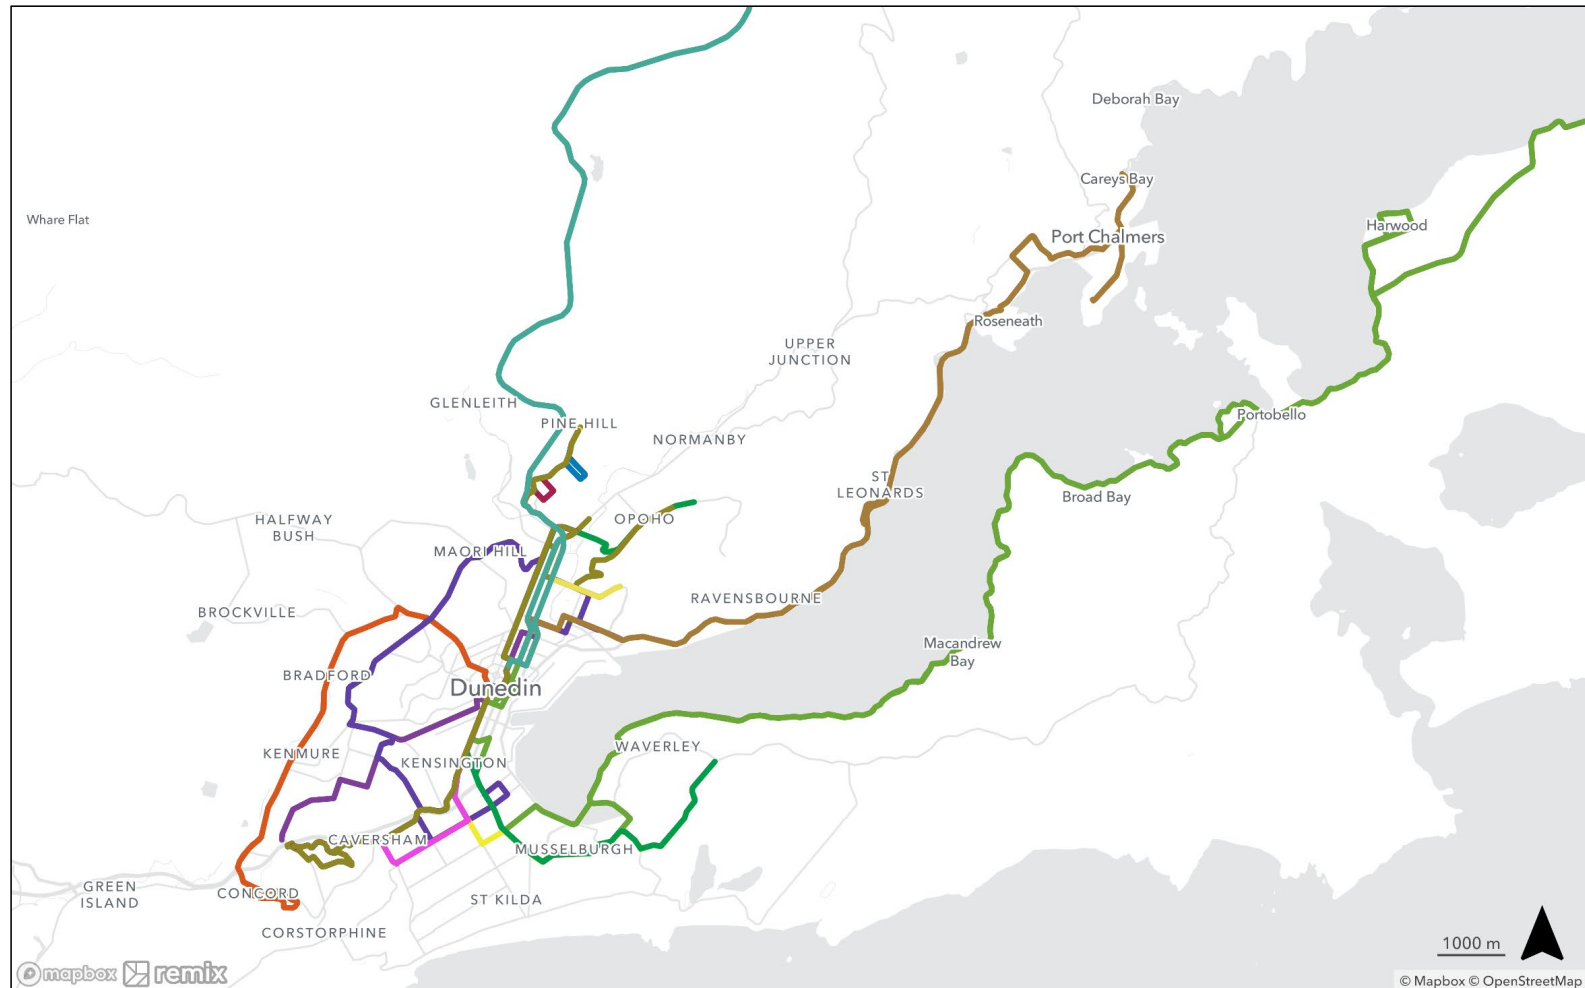 Deborah Bay
Careys Bay
Whare Flat
Harwood
Port Chalmers
Roseneath
UPPER
JUNCTION
GLENLEITH
PINE HILL
NORMANBY
Portobello
ST
LEONARDS
Broad Bay
HALFWAY
BUSH
OPOHO
MAORI HILL
BROCKVILLE
RAVENSBOURNE
Macandrew
Bay
BRADFORD
Dunedin
KENMURE
KENSINGTON
WAVERLEY
CAVERSHAM
MUSSELBURGH
GREEN
ISLAND
CONCORD
ST KILDA
CORSTORPHINE
1000 m
mapbox remix
© Mapbox © OpenStreetMap